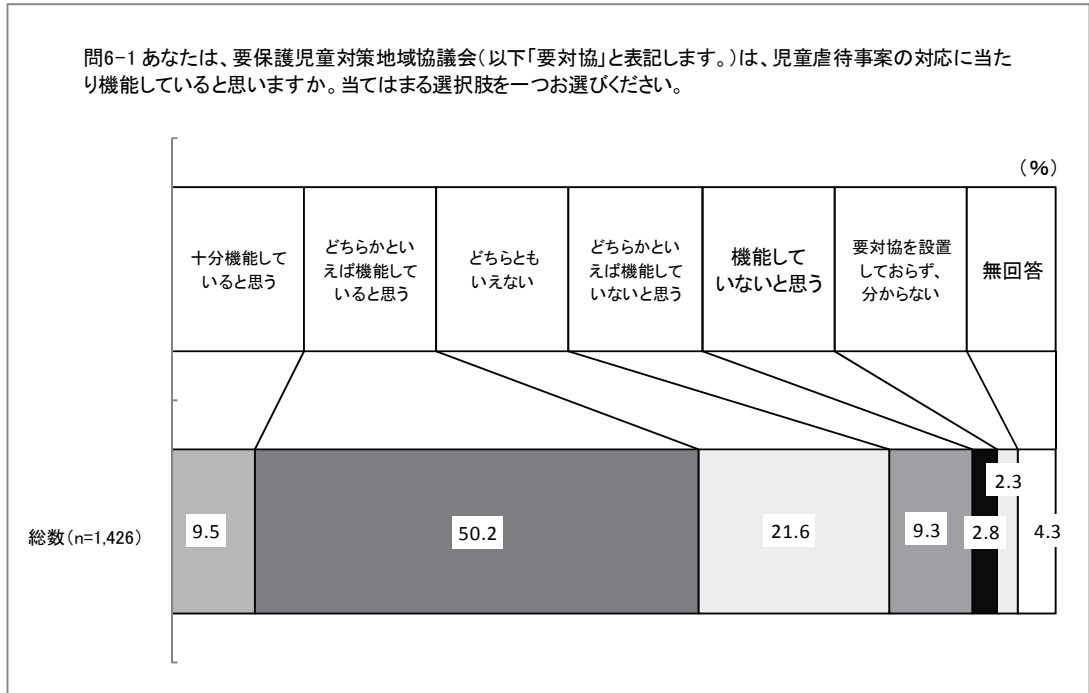 問6-1 あなたは、要保護児童対策地域協議会(以下「要対協」と表記します。)は、児童虐待事案の対応に当た
り機能していると思いますか。当てはまる選択肢を一つお選びください。
(%)
十分機能して
いると思う
どちらかとい
えば機能して
いると思う
どちらとも
いえない
どちらかとい
えば機能して
いないと思う
機能して
いないと思う
要対協を設置
しておらず、
分からない
無回答
総数(n=1,426)
9.5
50.2
21.6
9.3
2.8
2.3
4.3